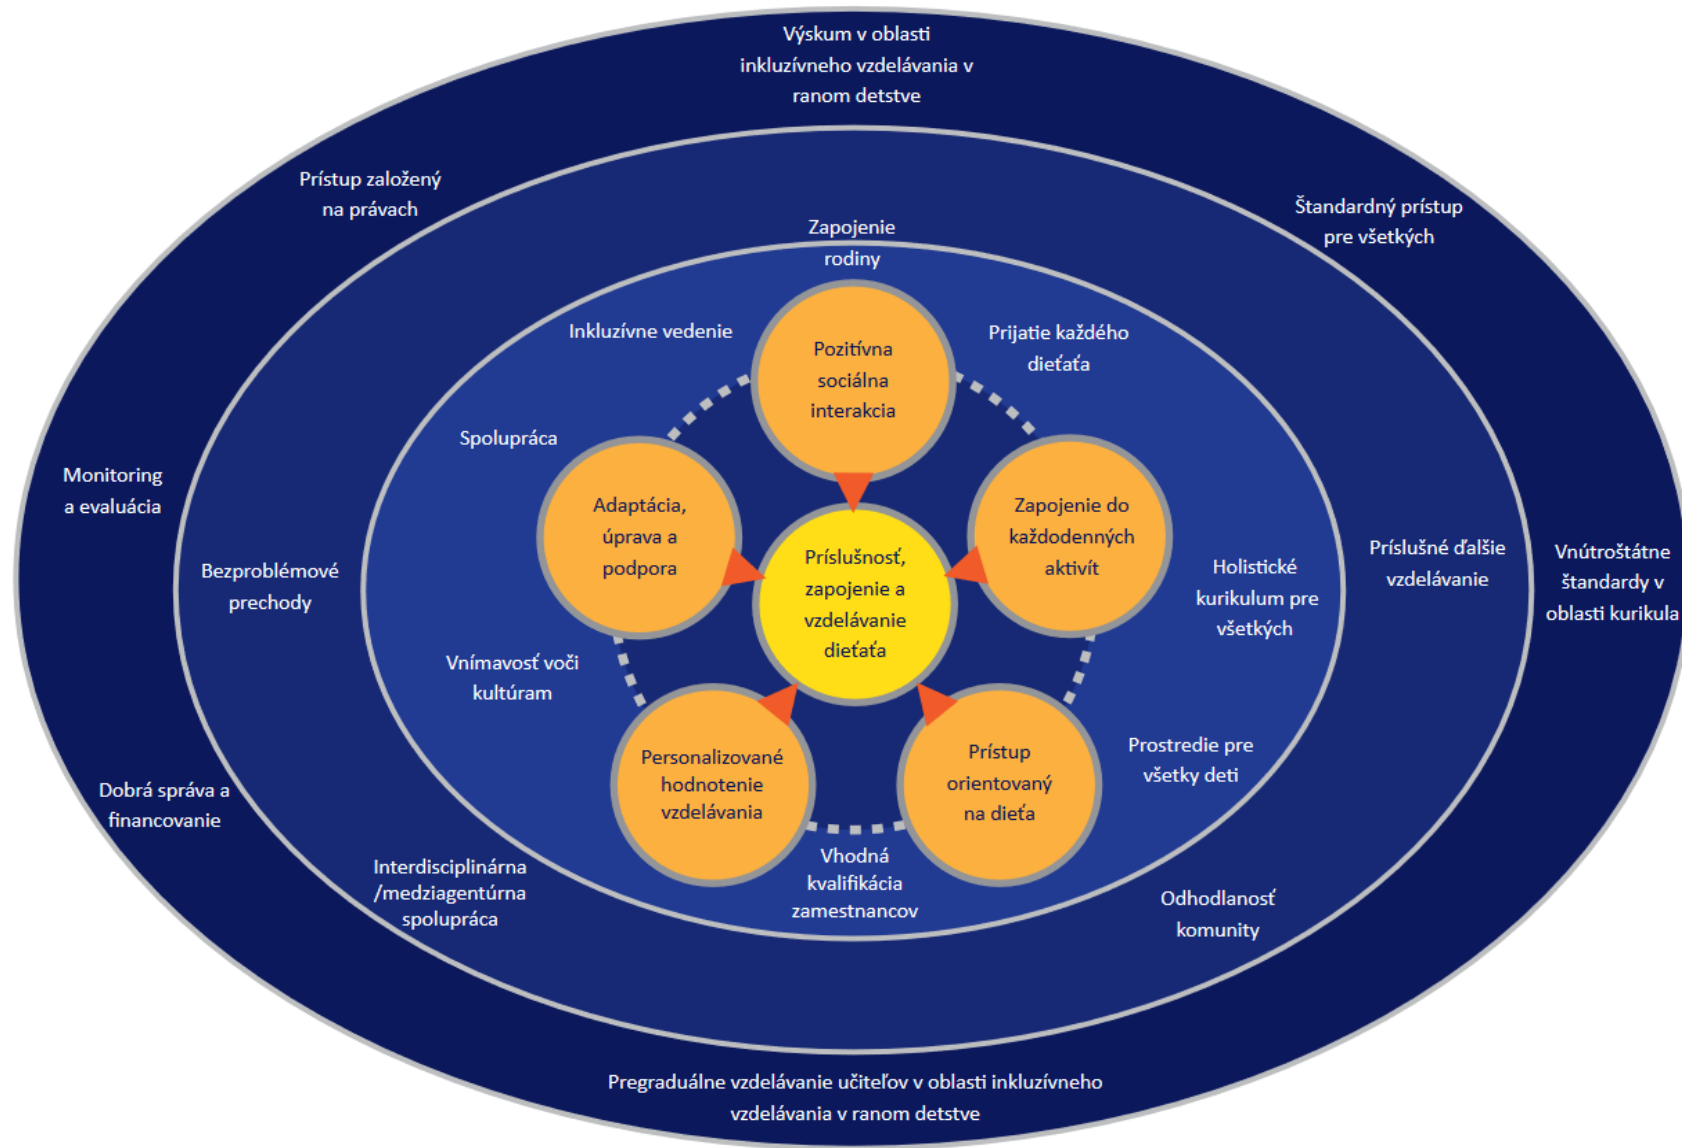 Výskum v oblasti
inkluzívneho vzdelávania v
ranom detstve
Prístup založený
na právach
Štandardný prístup
pre všetkých
Zapojenie
rodiny
Inkluzívne vedenie
Prijatie každého
dieťaťa
Pozitívna
sociálna
interakcia
Spolupráca
Monitoring
a evaluácia
Adaptácia,
úprava a
podpora
Zapojenie do
každodenných
aktivít
Príslušnosť,
zapojenie a
vzdelávanie
dieťaťa
Bezproblémové
prechody
Holistické
kurikulum pre
všetkých
Príslušné ďalšie
vzdelávanie
Vnútroštátne
štandardy v
oblasti kurikula
Vnímavosť voči
kultúram
Personalizované
hodnotenie
vzdelávania
Prístup
orientovaný
na dieťa
Prostredie pre
všetky deti
Dobrá správa a
financovanie
Interdisciplinárna
/medziagentúrna
spolupráca
Vhodná
kvalifikácia
zamestnancov
Odhodlanosť
komunity
Pregraduálne vzdelávanie učiteľov v oblasti inkluzívneho
vzdelávania v ranom detstve